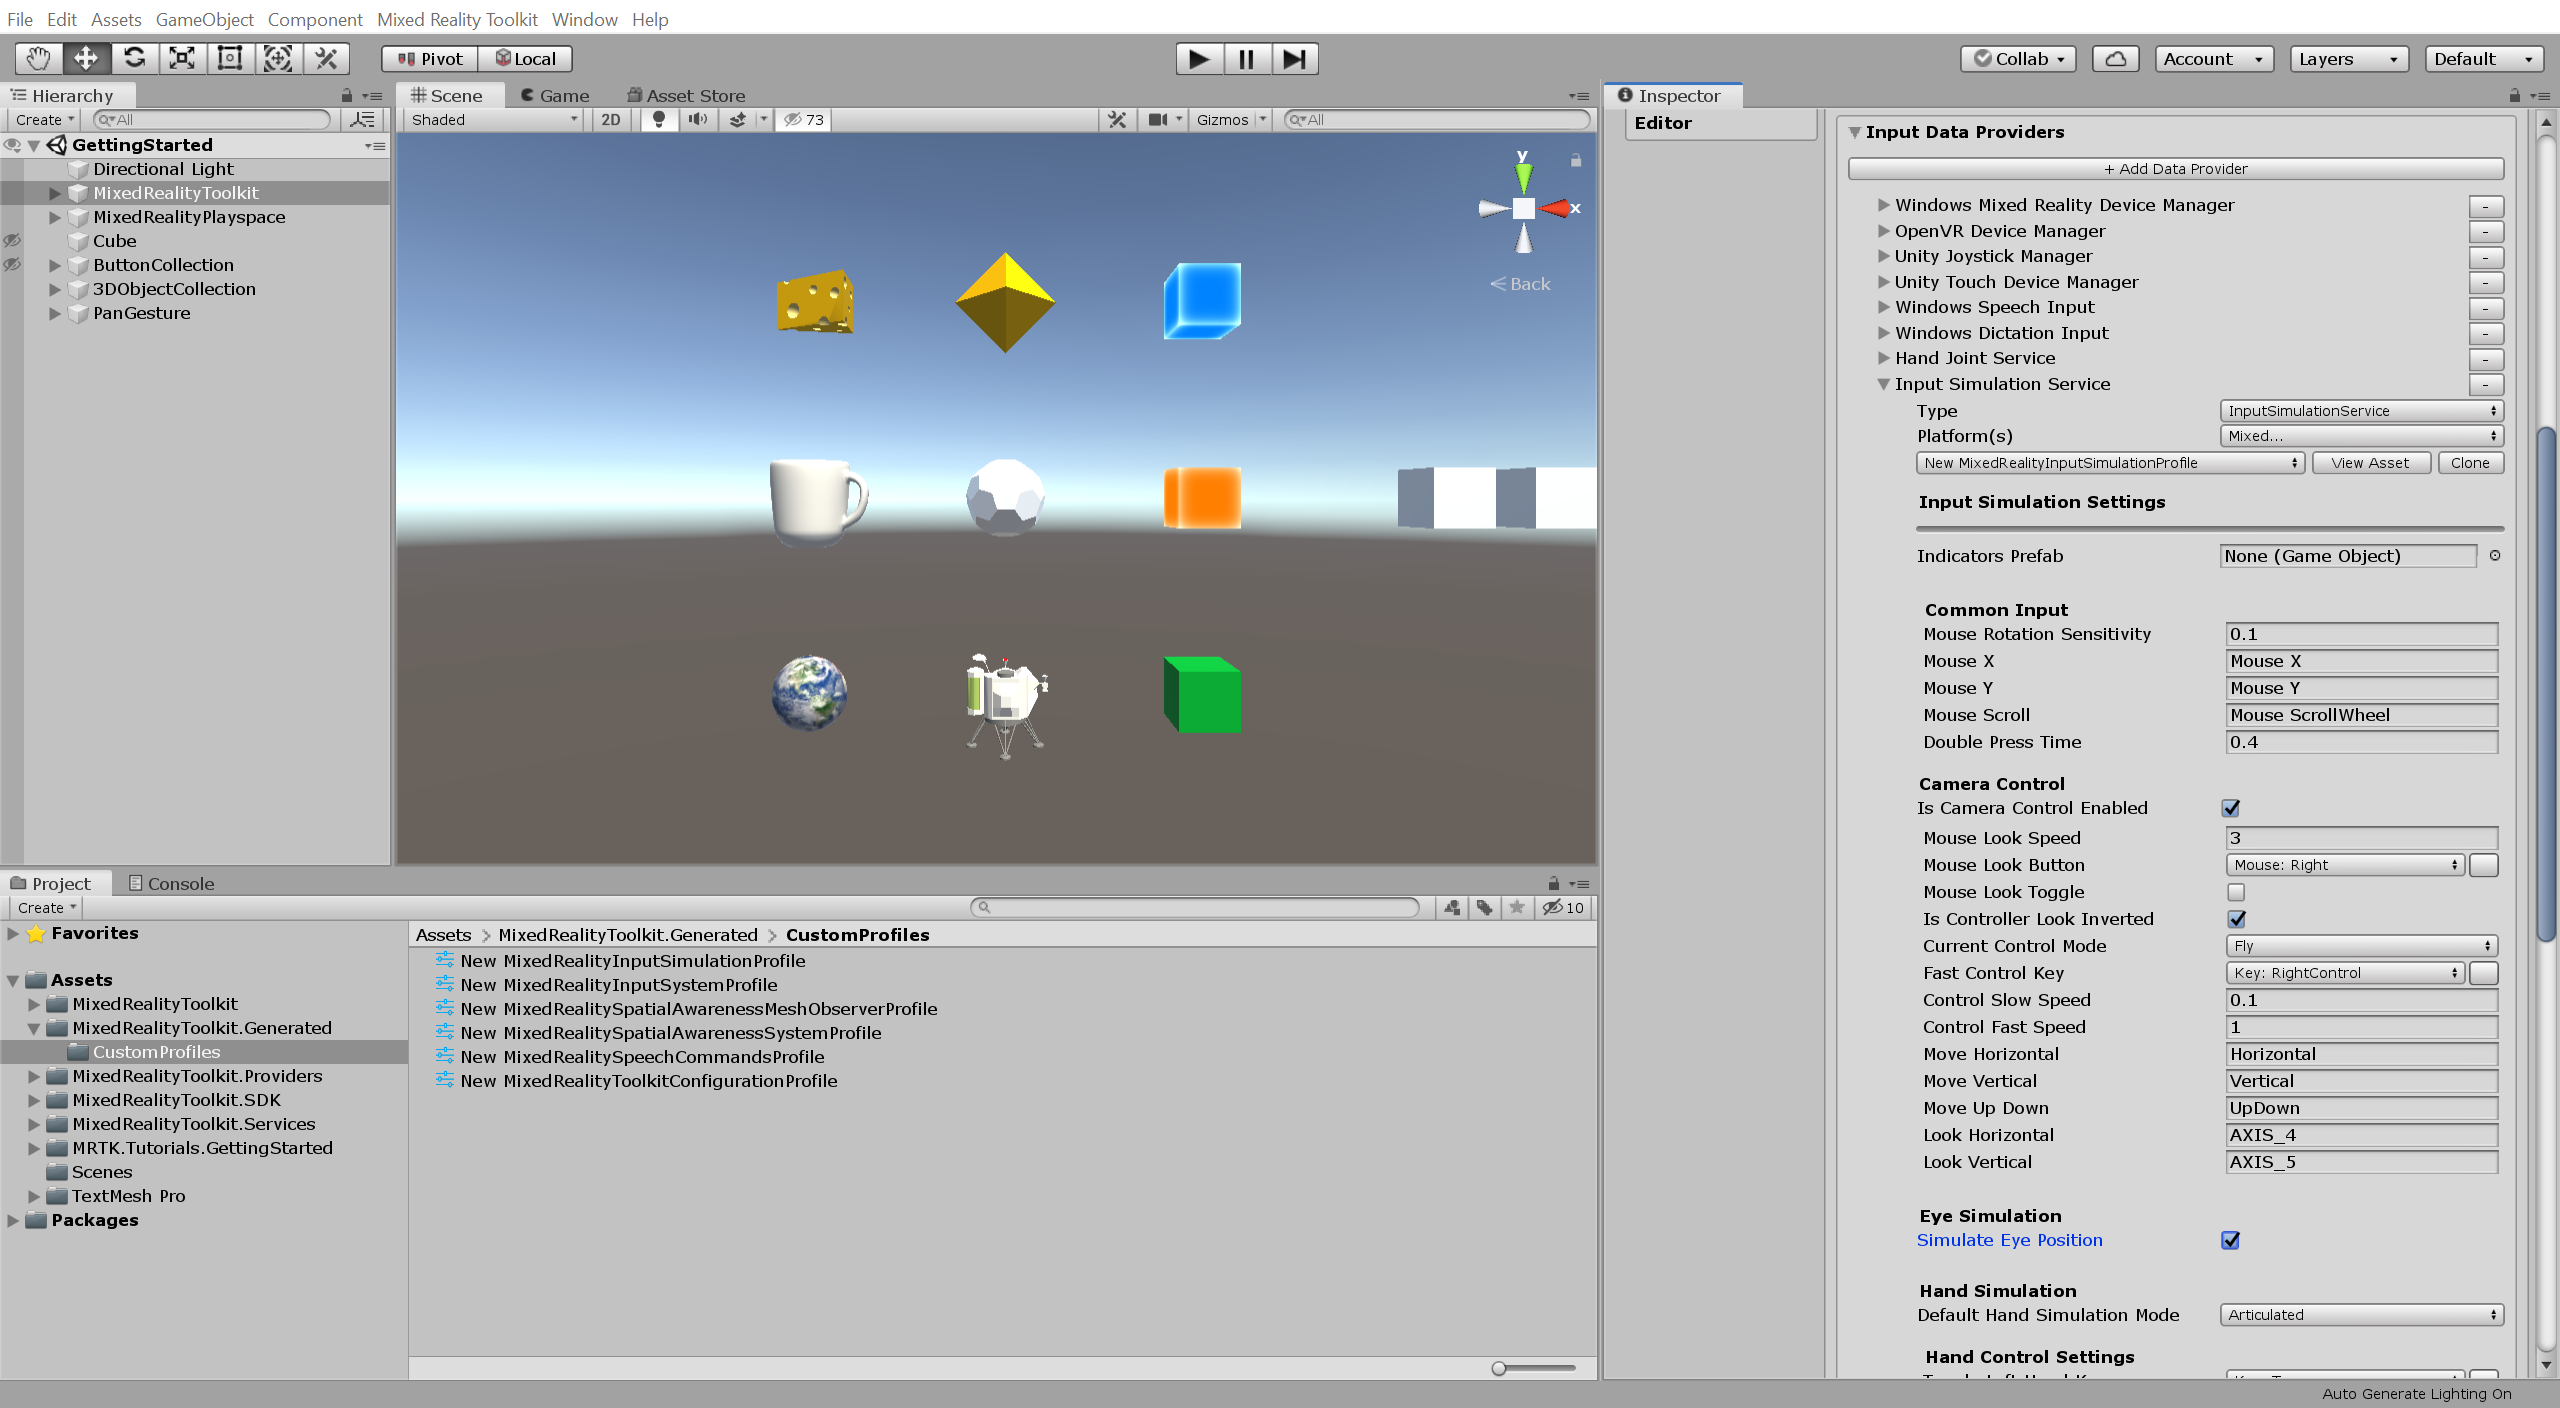 File Edit Assets GameObject Component Mixed Reality Toolkit Window Help
Pivot Local Collab Account Layers Default
Hierarchy
Create All
GettingStarted
Directional Light
MixedRealityToolkit
MixedRealityPlayspace
Cube
ButtonCollection
3DObjectCollection
PanGesture
Scene Game Asset Store
Shaded 2D 73 Gizmos All
y
x
Back
Project Console
Create 10
Favorites
Assets
MixedRealityToolkit
MixedRealityToolkit.Generated
CustomProfiles
MixedRealityToolkit.Providers
MixedRealityToolkit.SDK
MixedRealityToolkit.Services
MRTK.Tutorials.GettingStarted
Scenes
TextMesh Pro
Packages
Assets > MixedRealityToolkit.Generated > CustomProfiles
New MixedRealityInputSimulationProfile
New MixedRealityInputSystemProfile
New MixedRealitySpatialAwarenessMeshObserverProfile
New MixedRealitySpatialAwarenessSystemProfile
New MixedRealitySpeechCommandsProfile
New MixedRealityToolkitConfigurationProfile
Inspector
Editor
Input Data Providers
+ Add Data Provider
Windows Mixed Reality Device Manager -
OpenVR Device Manager -
Unity Joystick Manager -
Unity Touch Device Manager -
Windows Speech Input -
Windows Dictation Input -
Hand Joint Service -
Input Simulation Service -
Type InputSimulationService
Platform(s) Mixed...
New MixedRealityInputSimulationProfile View Asset Clone
Input Simulation Settings
Indicators Prefab None (Game Object)
Common Input
Mouse Rotation Sensitivity 0.1
Mouse X Mouse X
Mouse Y Mouse Y
Mouse Scroll Mouse ScrollWheel
Double Press Time 0.4
Camera Control
Is Camera Control Enabled
Mouse Look Speed 3
Mouse Look Button Mouse: Right
Mouse Look Toggle
Is Controller Look Inverted
Current Control Mode Fly
Fast Control Key Key: RightControl
Control Slow Speed 0.1
Control Fast Speed 1
Move Horizontal Horizontal
Move Vertical Vertical
Move Up Down UpDown
Look Horizontal AXIS_4
Look Vertical AXIS_5
Eye Simulation
Simulate Eye Position
Hand Simulation
Default Hand Simulation Mode Articulated
Hand Control Settings
Auto Generate Lighting On